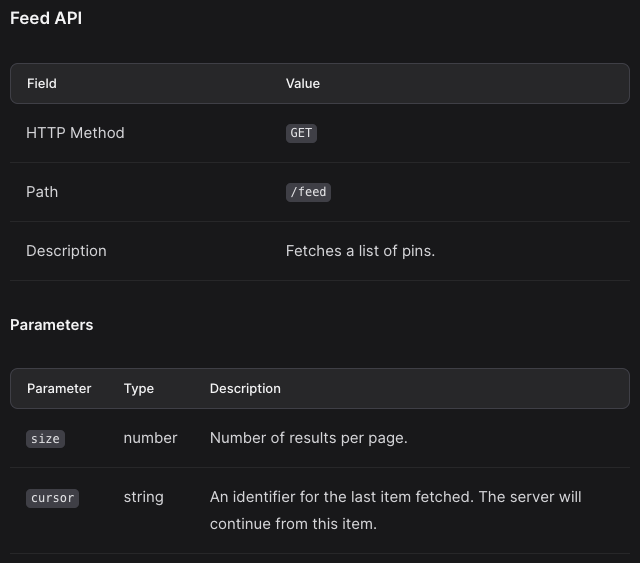 Feed API
Field Value
HTTP Method GET
Path /feed
Description Fetches a list of pins.
Parameters
Parameter Type Description
size number Number of results per page.
cursor string An identifier for the last item fetched. The server will
continue from this item.